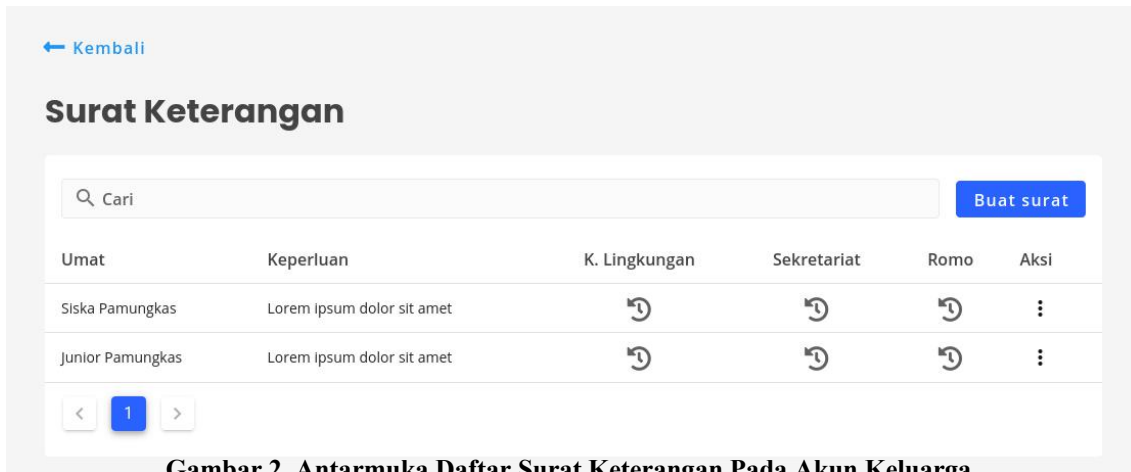 Kembali
Surat Keterangan
Cari
Buat surat
Umat Keperluan K. Lingkungan Sekretariat Romo Aksi
Siska Pamungkas Lorem ipsum dolor sit amet
Junior Pamungkas Lorem ipsum dolor sit amet
< 1 >
Gambar 2. Antarmuka Daftar Surat Keterangan Pada Akun Keluarga